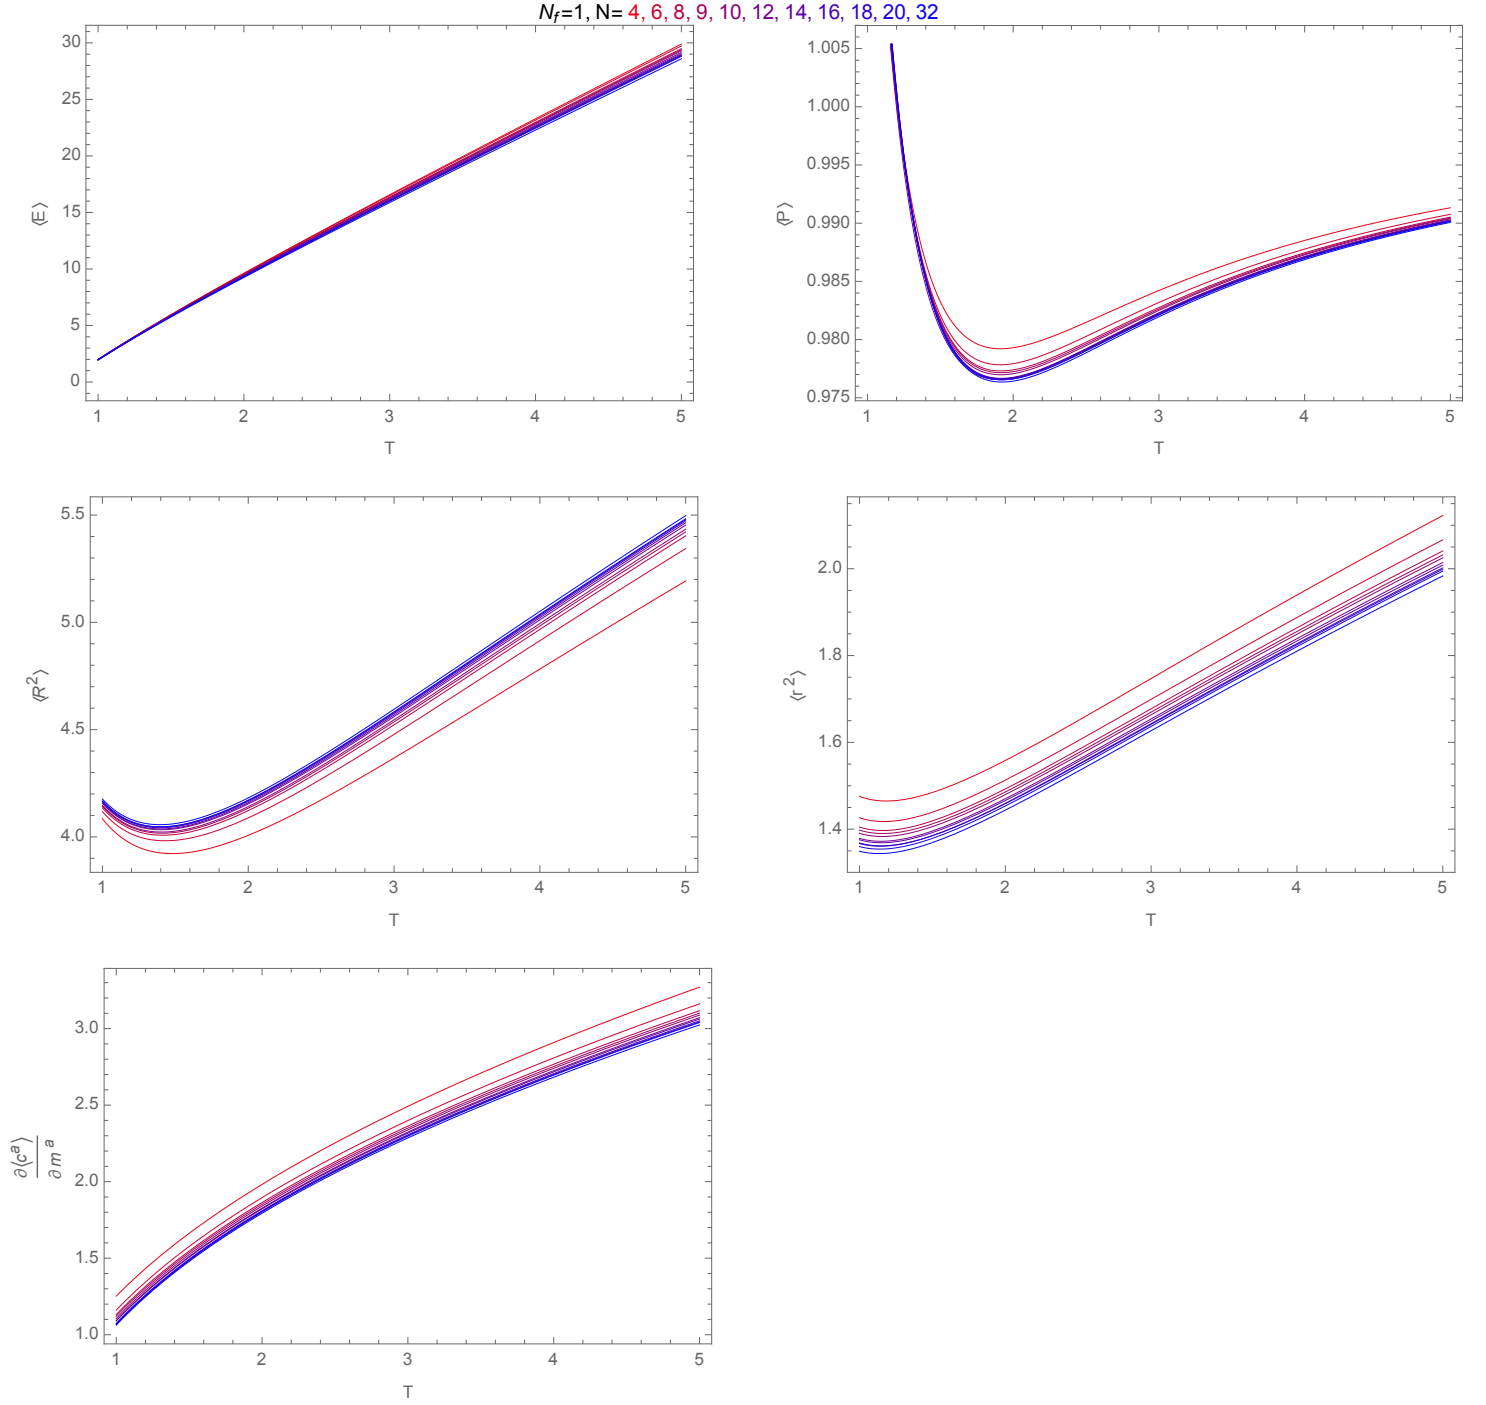 N_f=1, N= 4, 6, 8, 9, 10, 12, 14, 16, 18, 20, 32
30
25
20
15
10
5
0
⟨E⟩
1 2 3 4 5
T
1.005
1.000
0.995
0.990
0.985
0.980
0.975
⟨P⟩
1 2 3 4 5
T
5.5
5.0
4.5
4.0
⟨R²⟩
1 2 3 4 5
T
2.0
1.8
1.6
1.4
⟨r²⟩
1 2 3 4 5
T
3.0
2.5
2.0
1.5
1.0
∂⟨cᵃ⟩
∂mᵃ
1 2 3 4 5
T